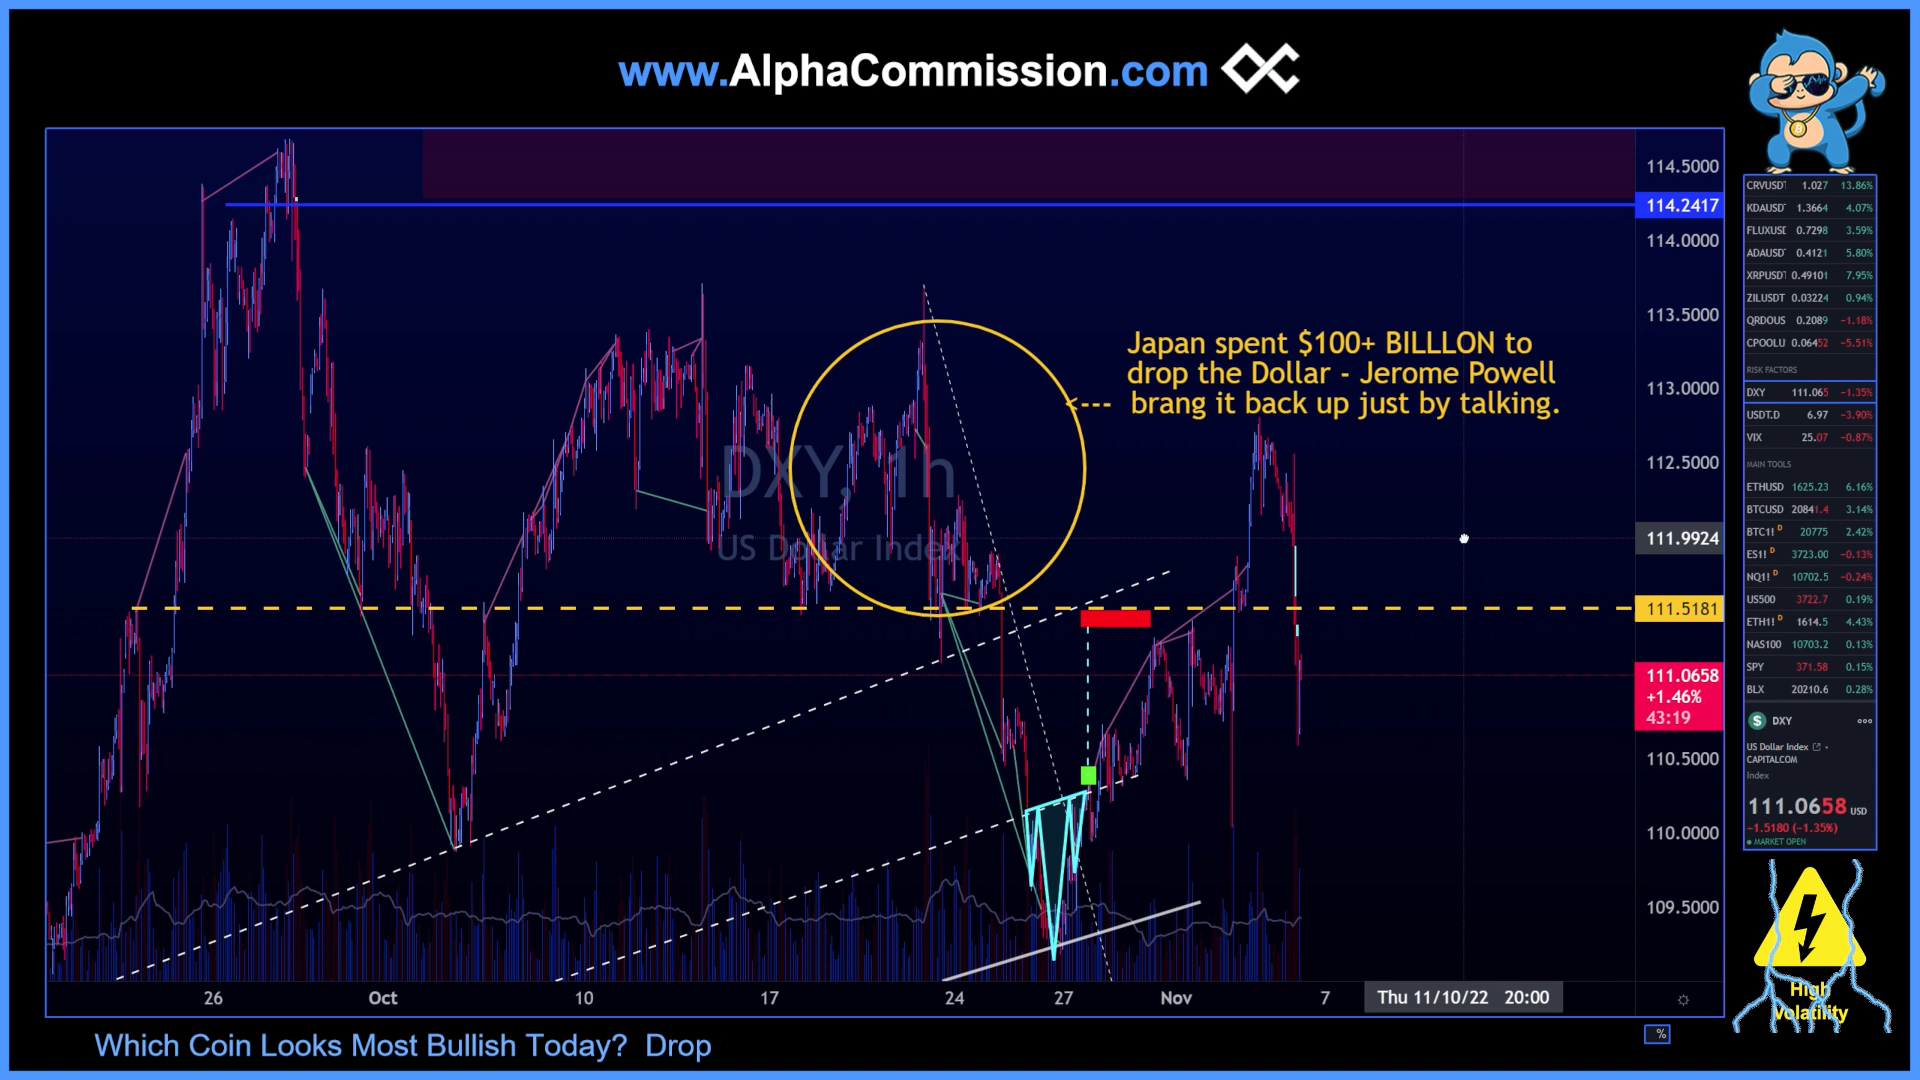 www.AlphaCommission.com
DXY, 1h
US Dollar Index
Japan spent $100+ BILLLON to
drop the Dollar - Jerome Powell
<--- brang it back up just by talking.
114.5000
114.2417
114.0000
113.5000
113.0000
112.5000
111.9924
111.5181
111.0658
+1.46%
43:19
110.5000
110.0000
109.5000
26 Oct 10 17 24 27 Nov 7 Thu 11/10/22 20:00
CRVUSDT 1.027 13.86%
KDAUSD 1.3664 4.07%
FLUXUSD 0.7298 3.59%
ADAUSD 0.4121 5.80%
XRPUSDT 0.49101 7.95%
ZILUSDT 0.03224 0.94%
QRDOUS 0.2089 −1.18%
CPOOLU 0.06452 −5.51%
RISK FACTORS
DXY 111.065 −1.35%
USDT.D 6.97 −3.90%
VIX 25.07 −0.87%
MAIN TOOLS
ETHUSD 1625.23 6.16%
BTCUSD 20841.4 3.14%
BTC1! D 20775 2.42%
ES1! D 3723.00 −0.13%
NQ1! D 10702.5 −0.24%
US500 3722.7 0.19%
ETH1! D 1614.5 4.43%
NAS100 10703.2 0.13%
SPY 371.58 0.15%
BLX 20210.6 0.28%
$ DXY
US Dollar Index
CAPITALCOM
Index
111.0658 USD
−1.5180 (−1.35%)
MARKET OPEN
High
Volatility
%
Which Coin Looks Most Bullish Today? Drop